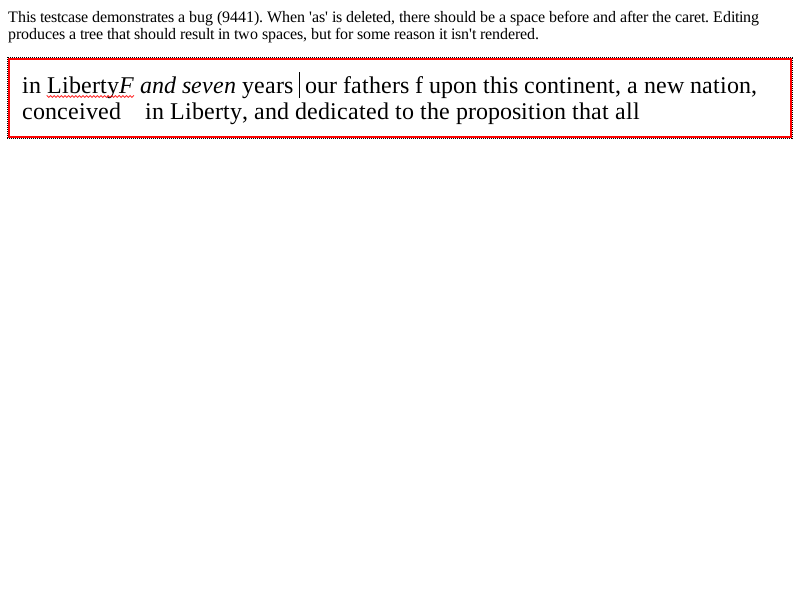 This testcase demonstrates a bug (9441). When 'as' is deleted, there should be a space before and after the caret. Editing
produces a tree that should result in two spaces, but for some reason it isn't rendered.
in LibertyF and seven years our fathers f upon this continent, a new nation,
conceived    in Liberty, and dedicated to the proposition that all